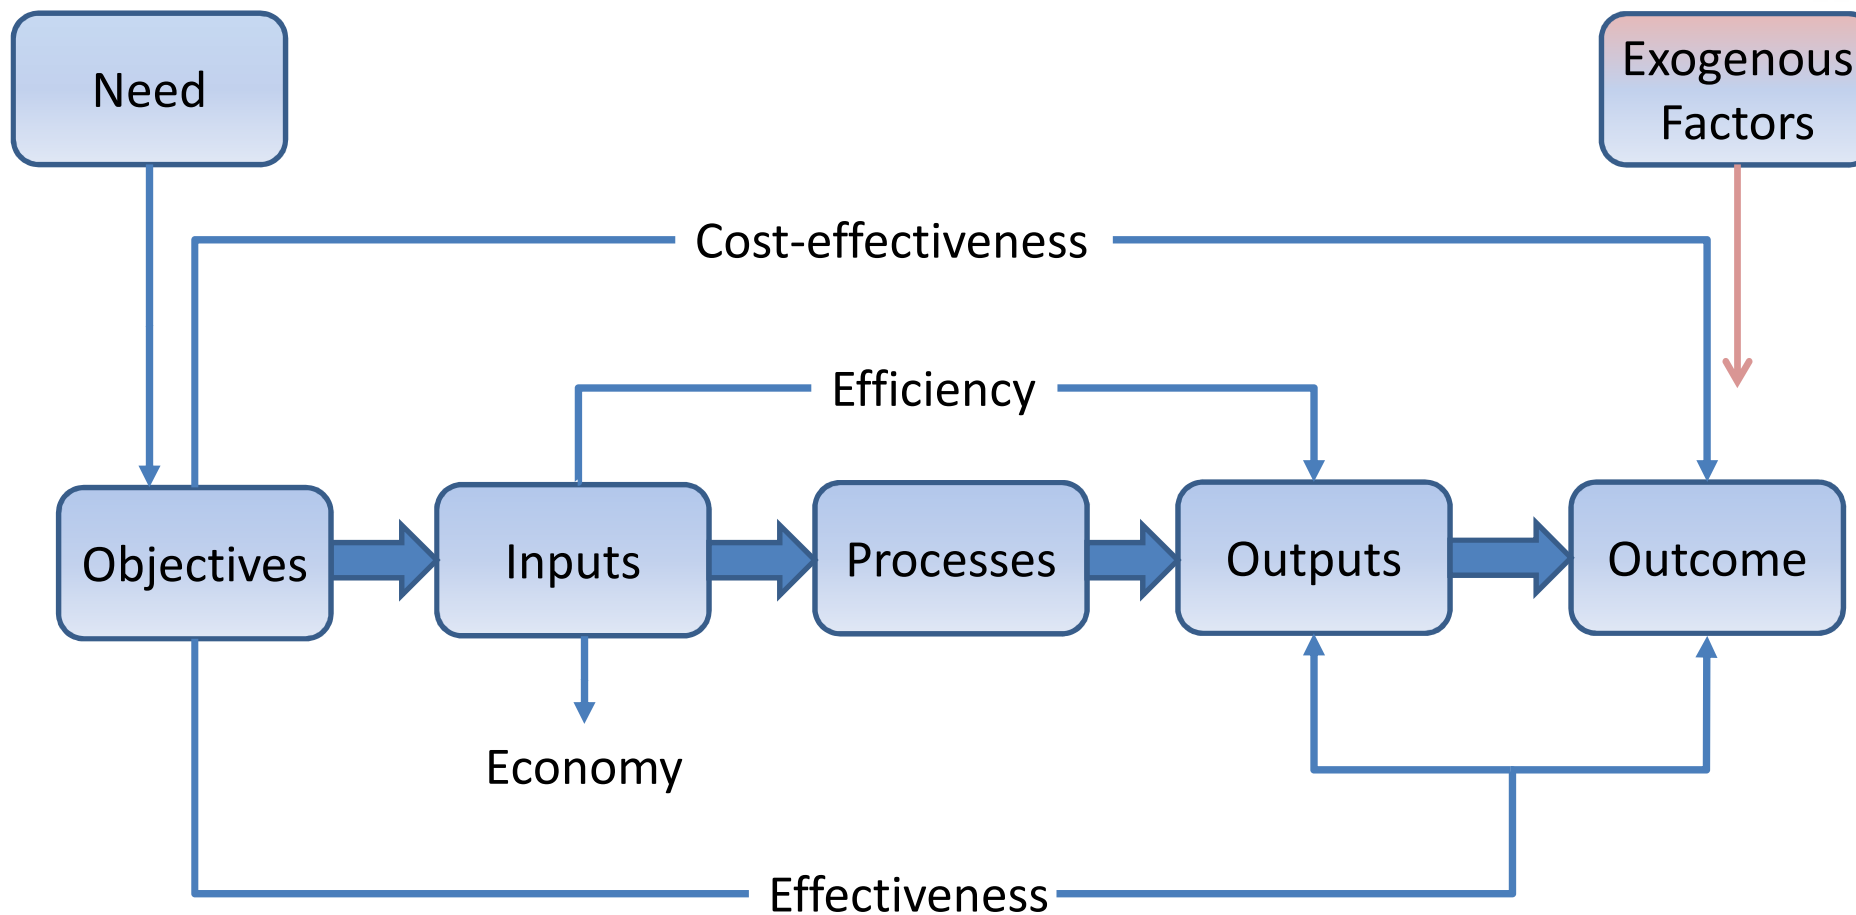 Need
Exogenous
Factors
Cost-effectiveness
Efficiency
Objectives
Inputs
Processes
Outputs
Outcome
Economy
Effectiveness